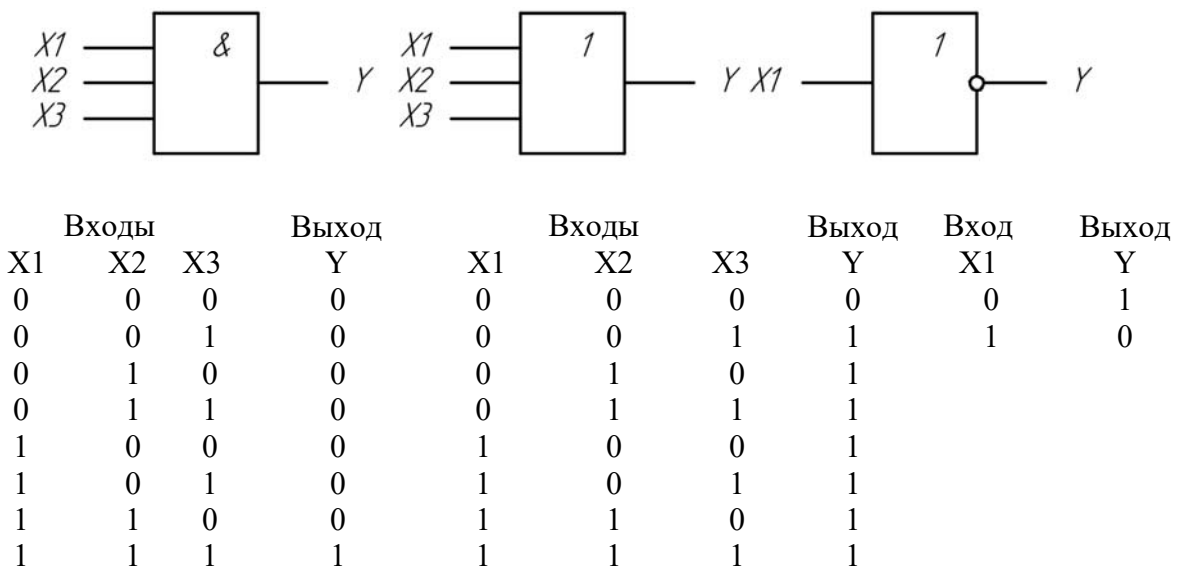 X1 & X1 1 1
X2 Y X2 Y X1 Y
X3 X3
Входы Выход Входы Выход Вход Выход
X1 X2 X3 Y X1 X2 X3 Y X1 Y
0 0 0 0 0 0 0 0 0 1
0 0 1 0 0 0 1 1 1 0
0 1 0 0 0 1 0 1
0 1 1 0 0 1 1 1
1 0 0 0 1 0 0 1
1 0 1 0 1 0 1 1
1 1 0 0 1 1 0 1
1 1 1 1 1 1 1 1